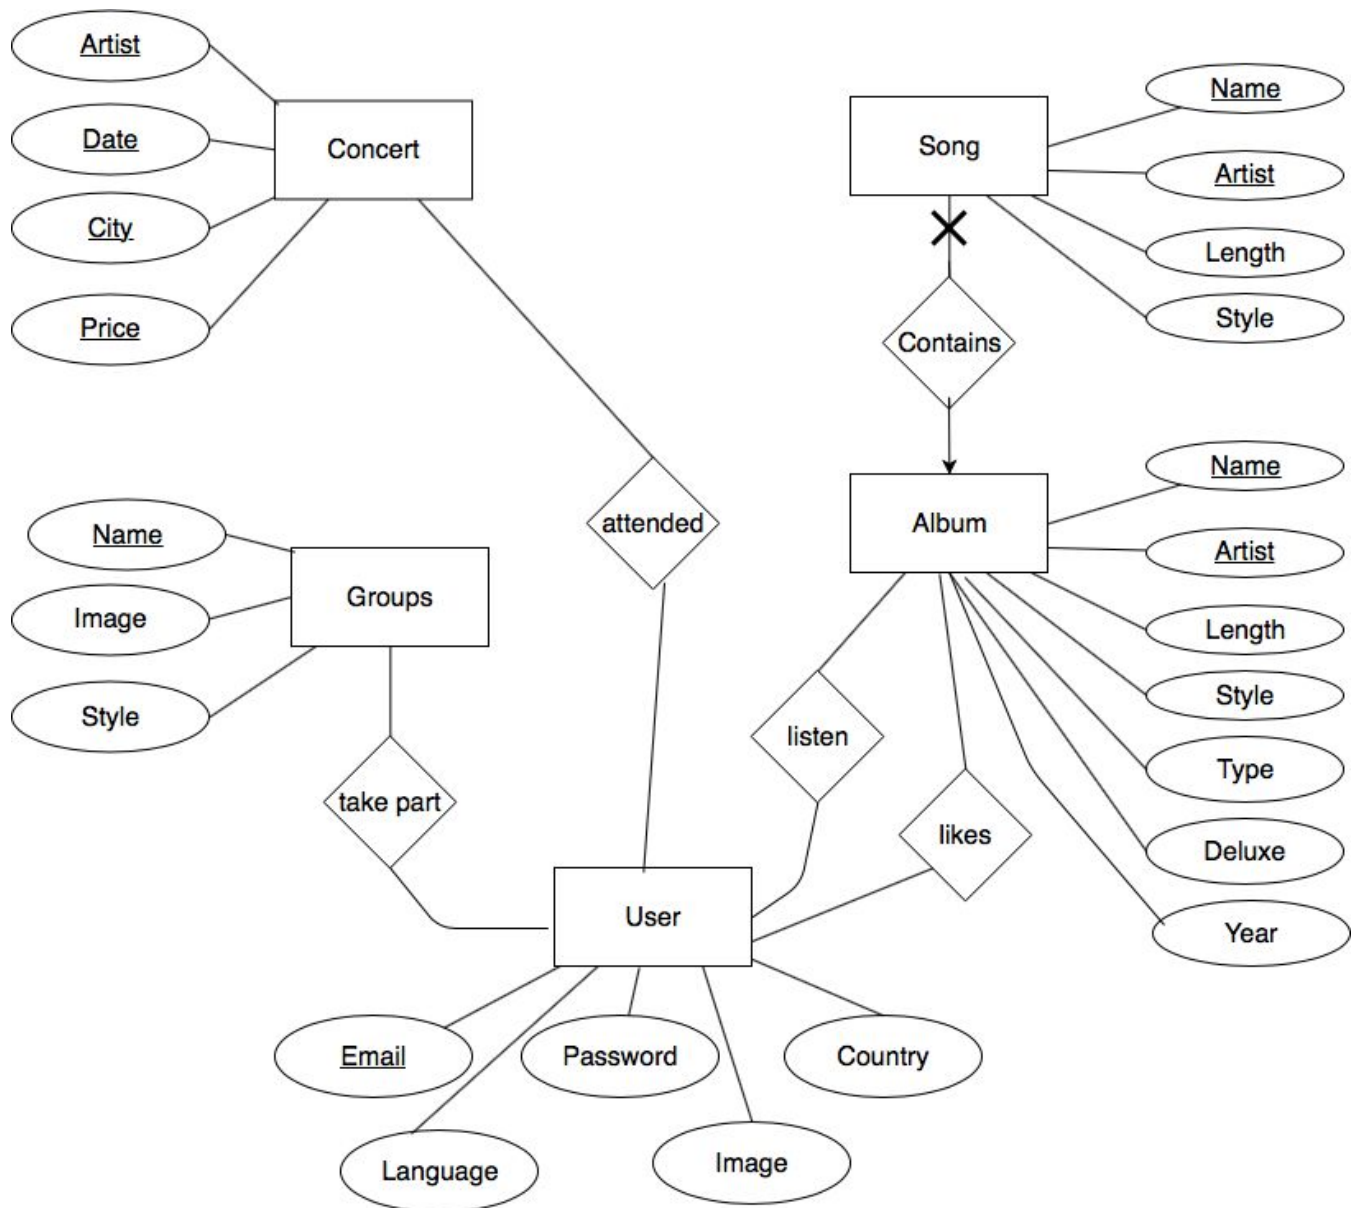 Artist
Date
City
Price
Concert
Song
Name
Artist
Length
Style
Contains
attended
Name
Image
Style
Groups
Album
Name
Artist
Length
Style
Type
Deluxe
Year
listen
likes
take part
User
Email
Password
Country
Language
Image